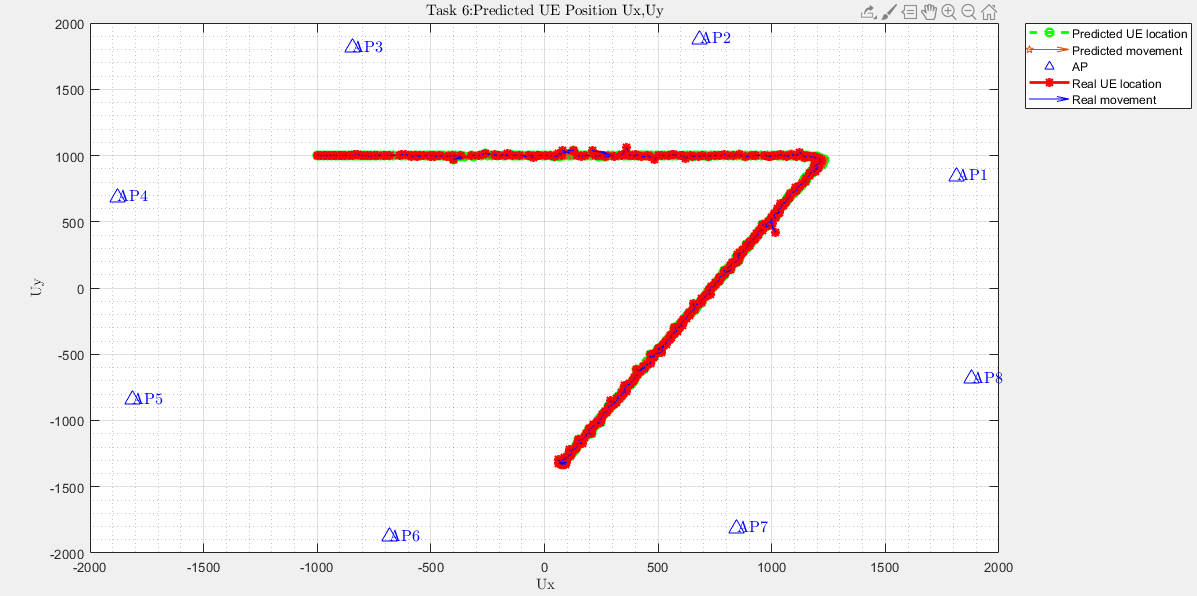 Task 6:Predicted UE Position Ux,Uy
Predicted UE location
Predicted movement
AP
Real UE location
Real movement
2000
1500
1000
500
0
-500
-1000
-1500
-2000
Uy
AP3
AP2
AP1
AP4
AP8
AP5
AP7
AP6
-2000 -1500 -1000 -500 0 500 1000 1500 2000
Ux